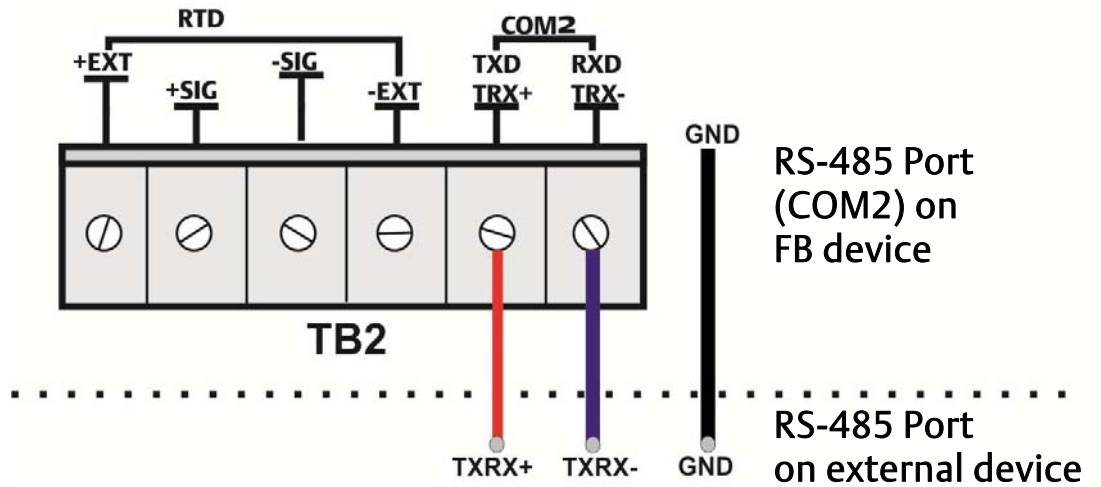 RTD
COM2
+EXT
-SIG
TXD
RXD
+SIG
-EXT
TRX+
TRX-
GND
RS-485 Port
(COM2) on
FB device
TB2
RS-485 Port
on external device
TXRX+
TXRX-
GND